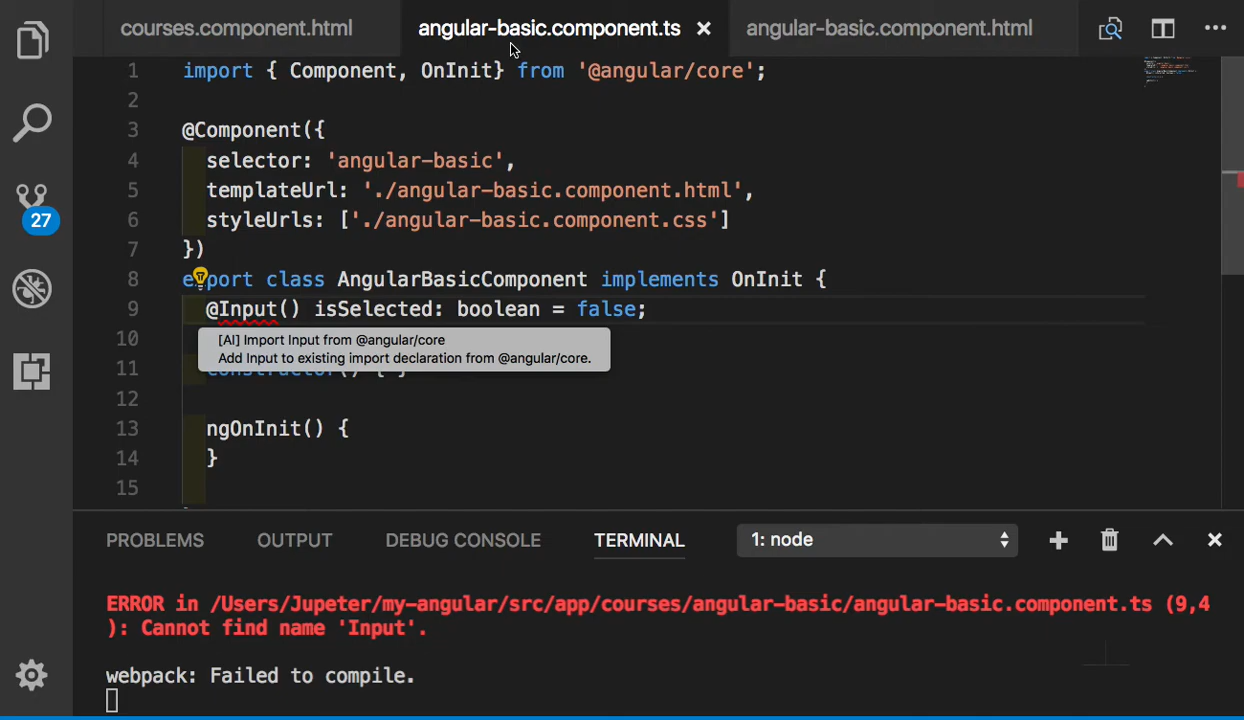 courses.component.html
angular-basic.component.ts
angular-basic.component.html
1 import { Component, OnInit} from '@angular/core';
2
3 @Component({
4 selector: 'angular-basic',
5 templateUrl: './angular-basic.component.html',
6 styleUrls: ['./angular-basic.component.css']
7 })
8 export class AngularBasicComponent implements OnInit {
9 @Input() isSelected: boolean = false;
10
[AI] Import Input from @angular/core
Add Input to existing import declaration from @angular/core.
11 constructor() { }
12
13 ngOnInit() {
14 }
15
27
PROBLEMS
OUTPUT
DEBUG CONSOLE
TERMINAL
1: node
ERROR in /Users/Jupeter/my-angular/src/app/courses/angular-basic/angular-basic.component.ts (9,4
): Cannot find name 'Input'.
webpack: Failed to compile.